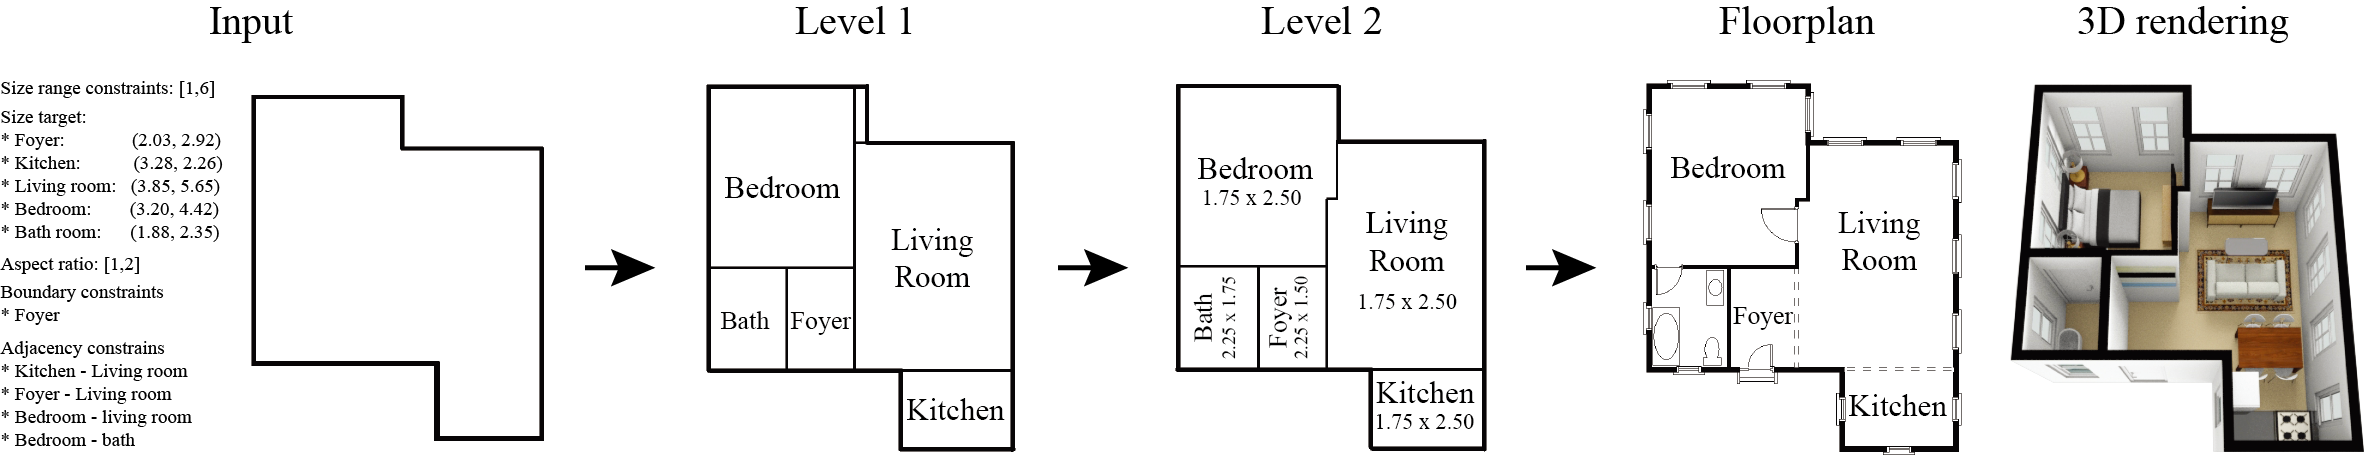 Input
Level 1
Level 2
Floorplan
3D rendering
Size range constraints: [1,6]
Size target:
* Foyer: (2.03, 2.92)
* Kitchen: (3.28, 2.26)
* Living room: (3.85, 5.65)
* Bedroom: (3.20, 4.42)
* Bath room: (1.88, 2.35)
Aspect ratio: [1,2]
Boundary constraints
* Foyer
Adjacency constrains
* Kitchen - Living room
* Foyer - Living room
* Bedroom - living room
* Bedroom - bath
Bedroom
Living
Room
Bath
Foyer
Kitchen
Bedroom
1.75 x 2.50
Living
Room
1.75 x 2.50
Bath
2.25 x 1.75
Foyer
2.25 x 1.50
Kitchen
1.75 x 2.50
Bedroom
Living
Room
Foyer
Kitchen